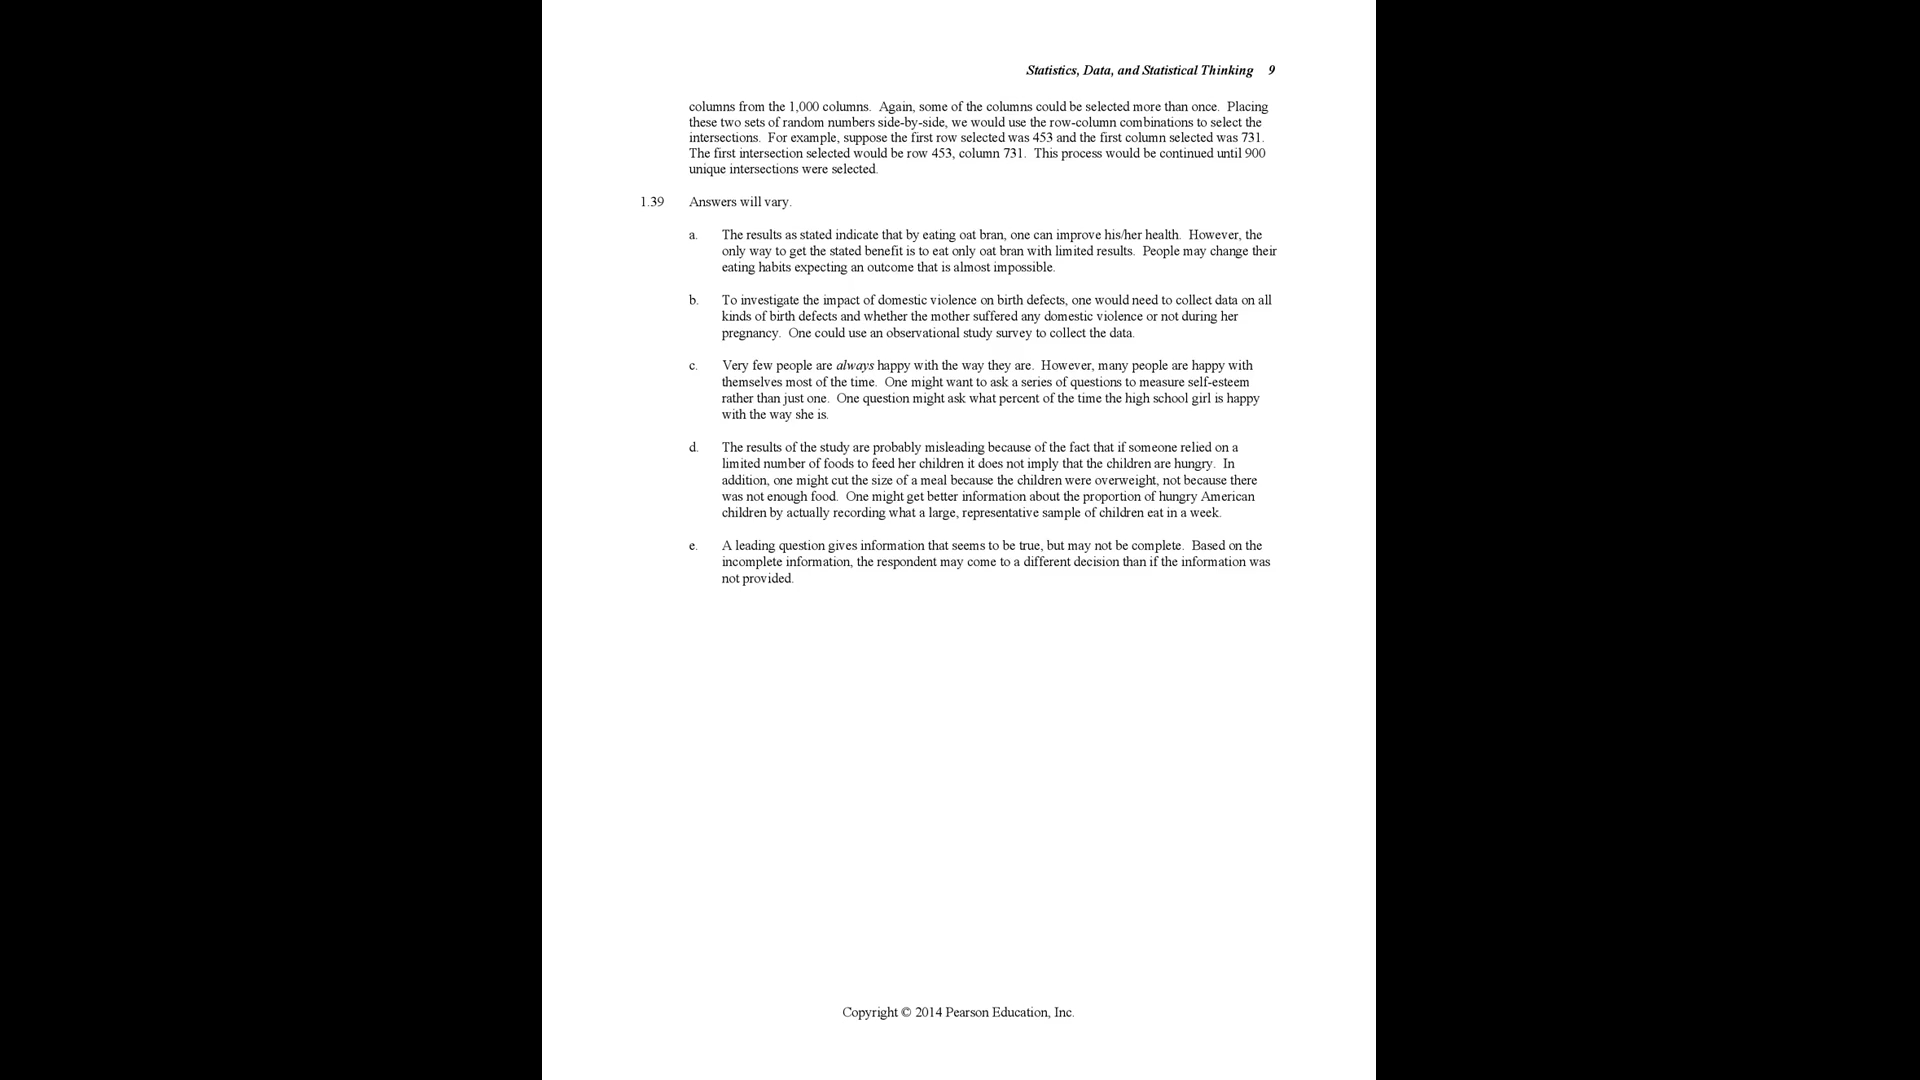 Statistics, Data, and Statistical Thinking 9
columns from the 1,000 columns. Again, some of the columns could be selected more than once. Placing
these two sets of random numbers side-by-side, we would use the row-column combinations to select the
intersections. For example, suppose the first row selected was 453 and the first column selected was 731.
The first intersection selected would be row 453, column 731. This process would be continued until 900
unique intersections were selected.
1.39 Answers will vary.
a. The results as stated indicate that by eating oat bran, one can improve his/her health. However, the
only way to get the stated benefit is to eat only oat bran with limited results. People may change their
eating habits expecting an outcome that is almost impossible.
b. To investigate the impact of domestic violence on birth defects, one would need to collect data on all
kinds of birth defects and whether the mother suffered any domestic violence or not during her
pregnancy. One could use an observational study survey to collect the data.
c. Very few people are always happy with the way they are. However, many people are happy with
themselves most of the time. One might want to ask a series of questions to measure self-esteem
rather than just one. One question might ask what percent of the time the high school girl is happy
with the way she is.
d. The results of the study are probably misleading because of the fact that if someone relied on a
limited number of foods to feed her children it does not imply that the children are hungry. In
addition, one might cut the size of a meal because the children were overweight, not because there
was not enough food. One might get better information about the proportion of hungry American
children by actually recording what a large, representative sample of children eat in a week.
e. A leading question gives information that seems to be true, but may not be complete. Based on the
incomplete information, the respondent may come to a different decision than if the information was
not provided.
Copyright © 2014 Pearson Education, Inc.